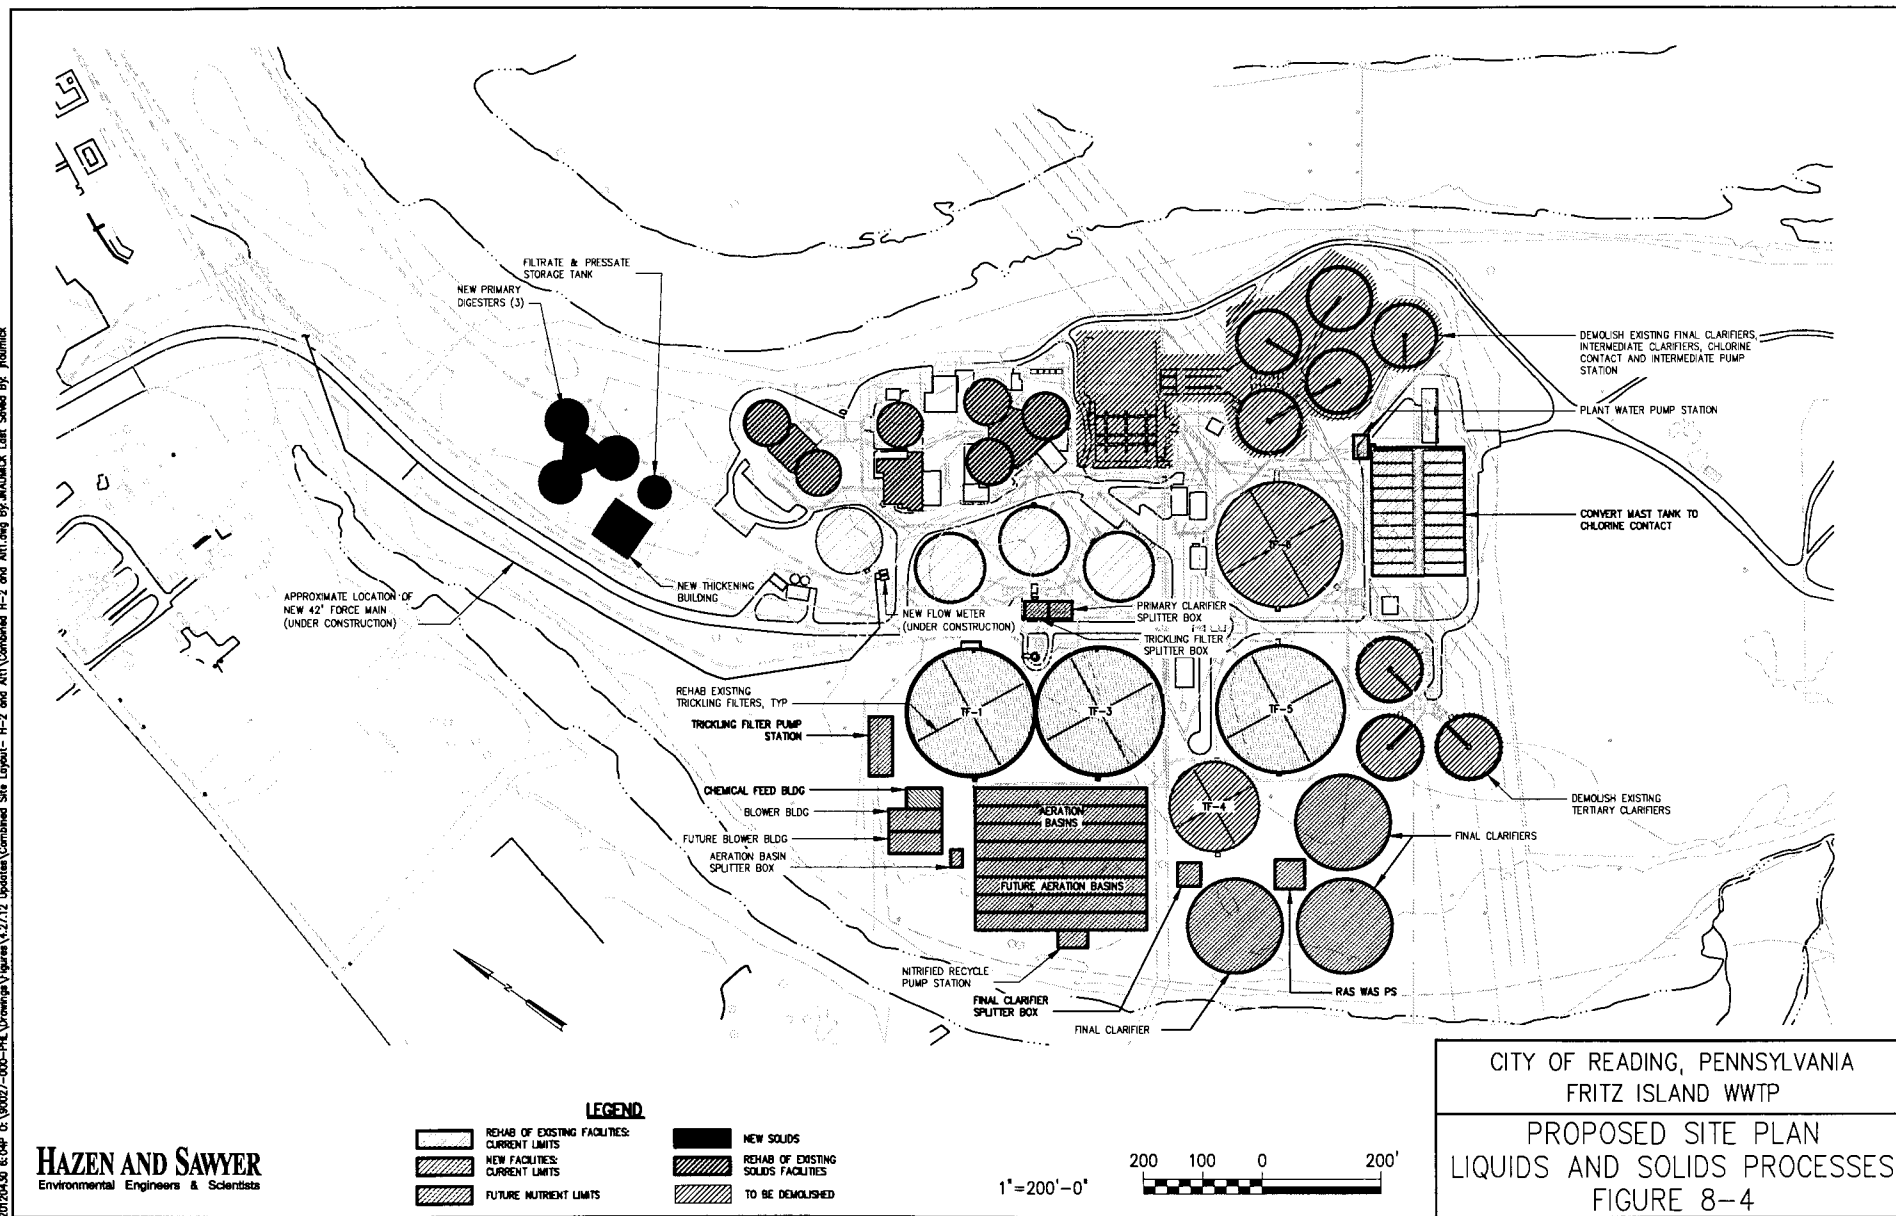 FILTRATE & PRESSATE
STORAGE TANK
NEW PRIMARY
DIGESTERS (3)
DEMOLISH EXISTING FINAL CLARIFIERS,
INTERMEDIATE CLARIFIERS, CHLORINE
CONTACT AND INTERMEDIATE PUMP
STATION
PLANT WATER PUMP STATION
CONVERT MAST TANK TO
CHLORINE CONTACT
NEW THICKENING
BUILDING
APPROXIMATE LOCATION OF
NEW 42" FORCE MAIN
(UNDER CONSTRUCTION)
NEW FLOW METER
(UNDER CONSTRUCTION)
PRIMARY CLARIFIER
SPLITTER BOX
TRICKLING FILTER
SPLITTER BOX
REHAB EXISTING
TRICKLING FILTERS, TYP
TRICKLING FILTER PUMP
STATION
TF-1
TF-3
TF-5
TF-4
CHEMICAL FEED BLDG
BLOWER BLDG
FUTURE BLOWER BLDG
AERATION BASIN
SPLITTER BOX
AERATION
BASINS
FUTURE AERATION BASINS
DEMOLISH EXISTING
TERTIARY CLARIFIERS
FINAL CLARIFIERS
NITRIFIED RECYCLE
PUMP STATION
FINAL CLARIFIER
SPLITTER BOX
RAS WAS PS
FINAL CLARIFIER
LEGEND
REHAB OF EXISTING FACILITIES:
CURRENT LIMITS
NEW FACILITIES:
CURRENT LIMITS
FUTURE NUTRIENT LIMITS
NEW SOLIDS
REHAB OF EXISTING
SOLIDS FACILITIES
TO BE DEMOLISHED
HAZEN AND SAWYER
Environmental Engineers & Scientists
1"=200'-0"
200 100 0 200'
CITY OF READING, PENNSYLVANIA
FRITZ ISLAND WWTP
PROPOSED SITE PLAN
LIQUIDS AND SOLIDS PROCESSES
FIGURE 8-4